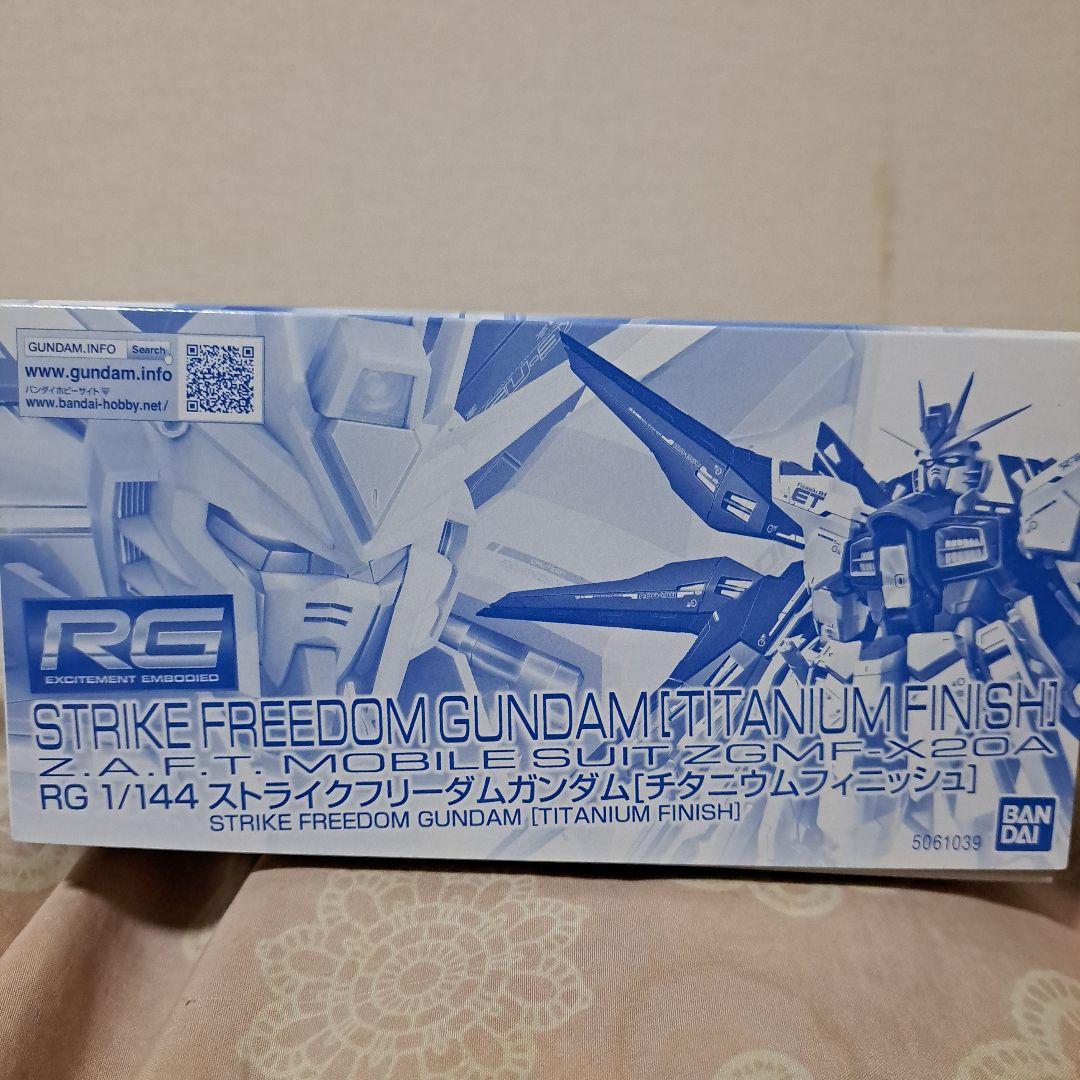 GUNDAM.INFO Search
www.gundam.info
バンダイホビーサイト
www.bandai-hobby.net/
ET
RG
EXCITEMENT EMBODIED
STRIKE FREEDOM GUNDAM [TITANIUM FINISH]
Z.A.F.T. MOBILE SUIT ZGMF-X20A
RG 1/144 ストライクフリーダムガンダム[チタニウムフィニッシュ]
STRIKE FREEDOM GUNDAM [TITANIUM FINISH]
5061039
BAN
DAI